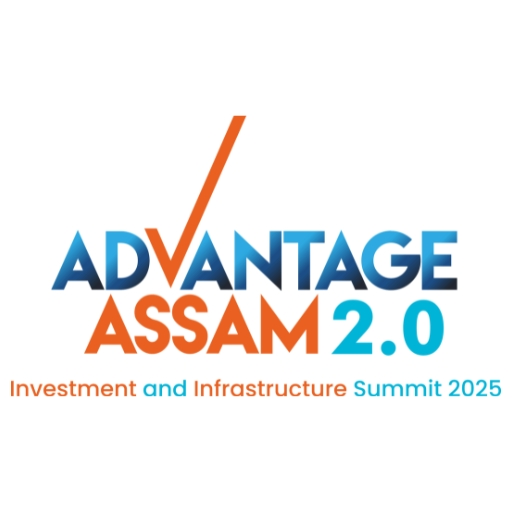 ADVANTAGE
ASSAM 2.0
Investment and Infrastructure Summit 2025